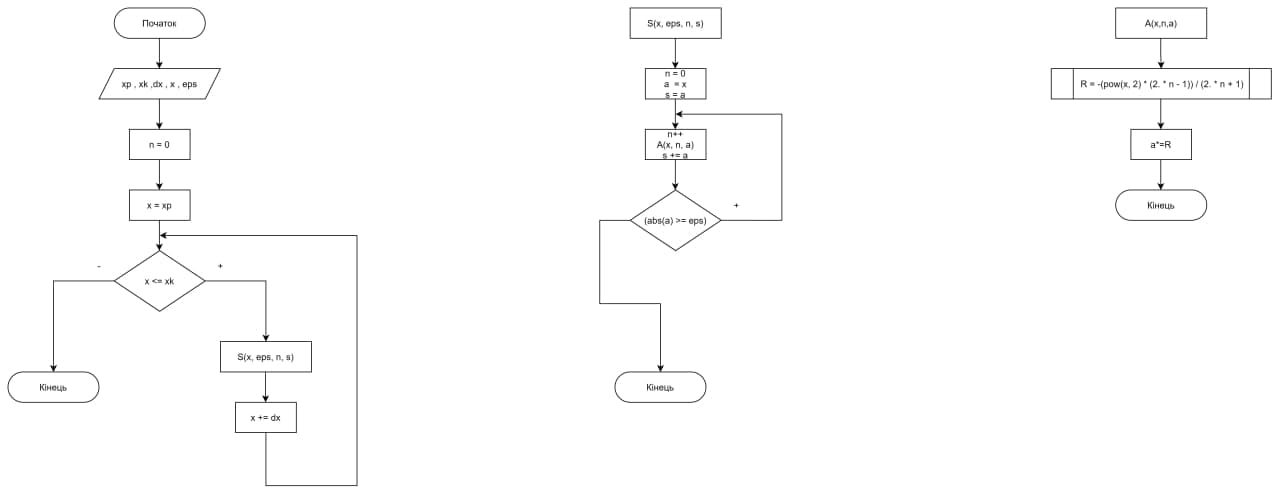 Початок
xp , xk ,dx , x , eps
n = 0
x = xp
x <= xk
-
+
S(x, eps, n, s)
x += dx
Кінець
S(x, eps, n, s)
n = 0
a = x
s = a
n++
A(x, n, a)
s += a
(abs(a) >= eps)
+
Кінець
A(x,n,a)
R = -(pow(x, 2) * (2. * n - 1)) / (2. * n + 1)
a*=R
Кінець